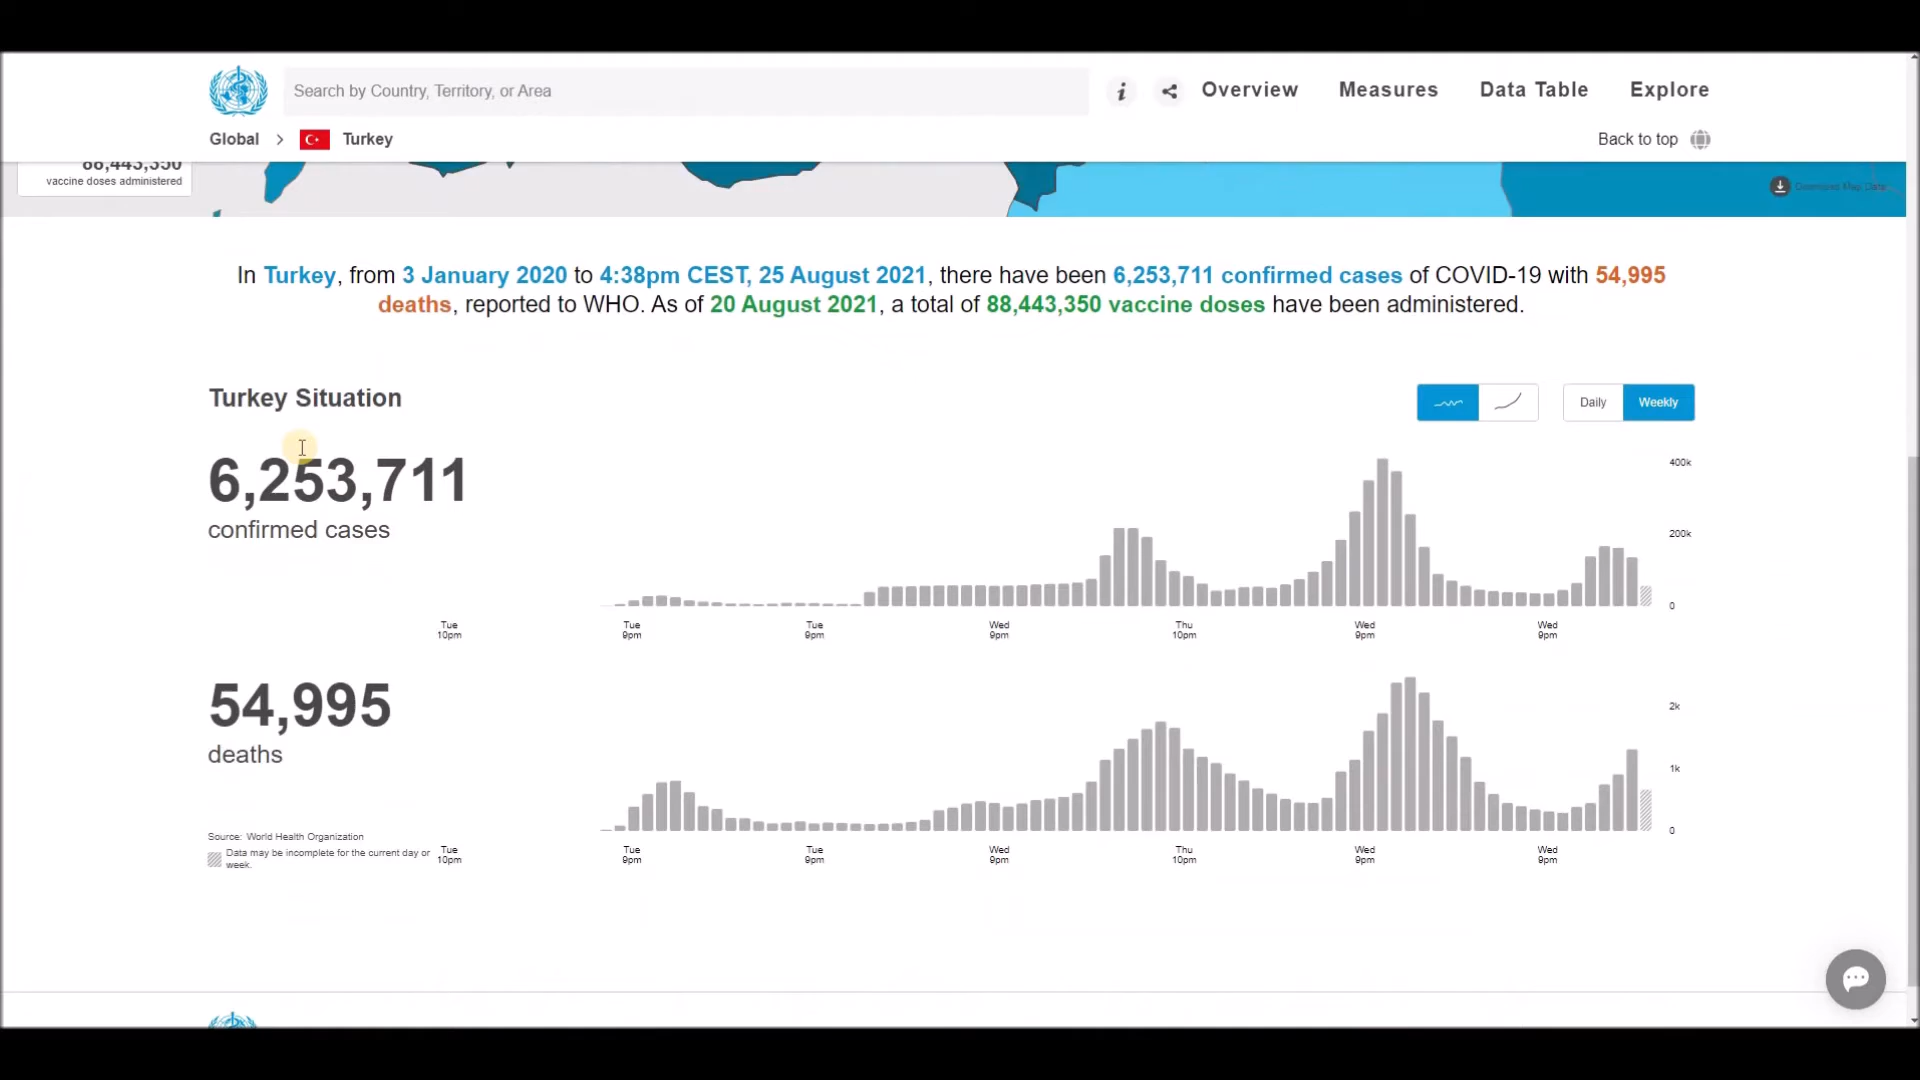 Search by Country, Territory, or Area
i
Overview
Measures
Data Table
Explore
Global > Turkey
Back to top
88,443,350
vaccine doses administered
Download Map Data
In Turkey, from 3 January 2020 to 4:38pm CEST, 25 August 2021, there have been 6,253,711 confirmed cases of COVID-19 with 54,995
deaths, reported to WHO. As of 20 August 2021, a total of 88,443,350 vaccine doses have been administered.
Turkey Situation
Daily
Weekly
6,253,711
confirmed cases
400k
200k
0
Tue
10pm
Tue
9pm
Tue
9pm
Wed
9pm
Thu
10pm
Wed
9pm
Wed
9pm
54,995
deaths
2k
1k
0
Source: World Health Organization
Data may be incomplete for the current day or
week.
Tue
10pm
Tue
9pm
Tue
9pm
Wed
9pm
Thu
10pm
Wed
9pm
Wed
9pm